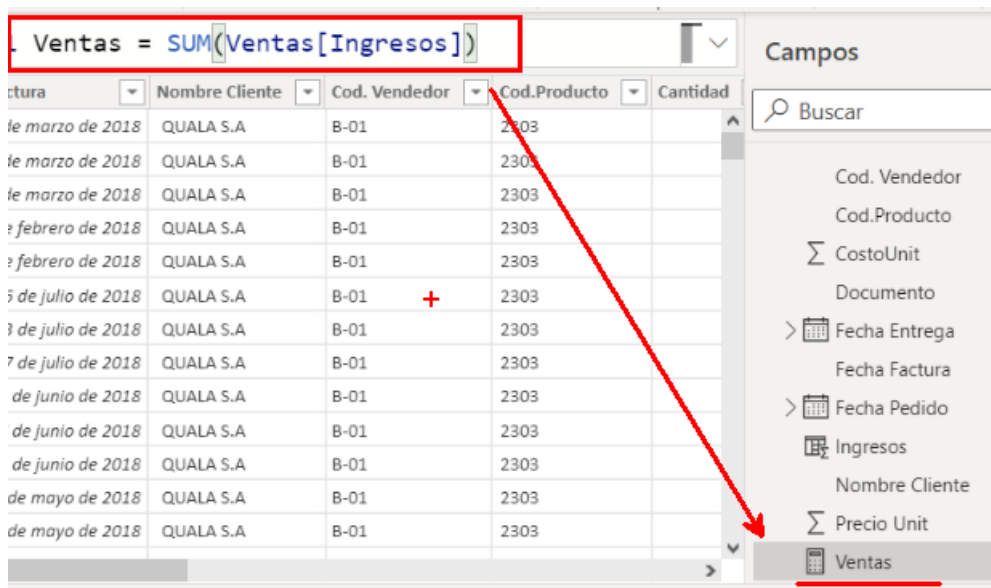 Ventas = SUM(Ventas[Ingresos])
ctura Nombre Cliente Cod. Vendedor Cod.Producto Cantidad
de marzo de 2018 QUALA S.A B-01 2303
de marzo de 2018 QUALA S.A B-01 2303
de marzo de 2018 QUALA S.A B-01 2303
febrero de 2018 QUALA S.A B-01 2303
febrero de 2018 QUALA S.A B-01 2303
de julio de 2018 QUALA S.A B-01 2303
de julio de 2018 QUALA S.A B-01 2303
7 de julio de 2018 QUALA S.A B-01 2303
de junio de 2018 QUALA S.A B-01 2303
de junio de 2018 QUALA S.A B-01 2303
de junio de 2018 QUALA S.A B-01 2303
de mayo de 2018 QUALA S.A B-01 2303
de mayo de 2018 QUALA S.A B-01 2303
Campos
Buscar
Cod. Vendedor
Cod.Producto
∑ CostoUnit
Documento
Fecha Entrega
Fecha Factura
Fecha Pedido
Ingresos
Nombre Cliente
∑ Precio Unit
Ventas